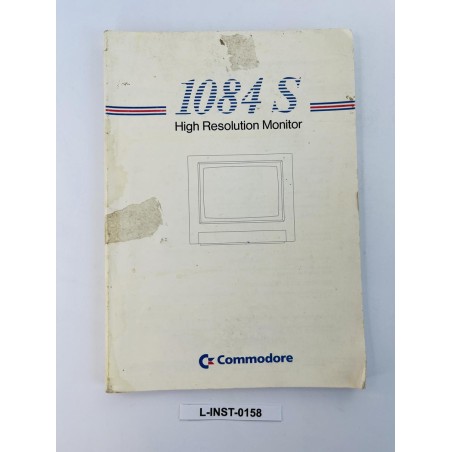 1084 S
High Resolution Monitor
Commodore
L-INST-0158